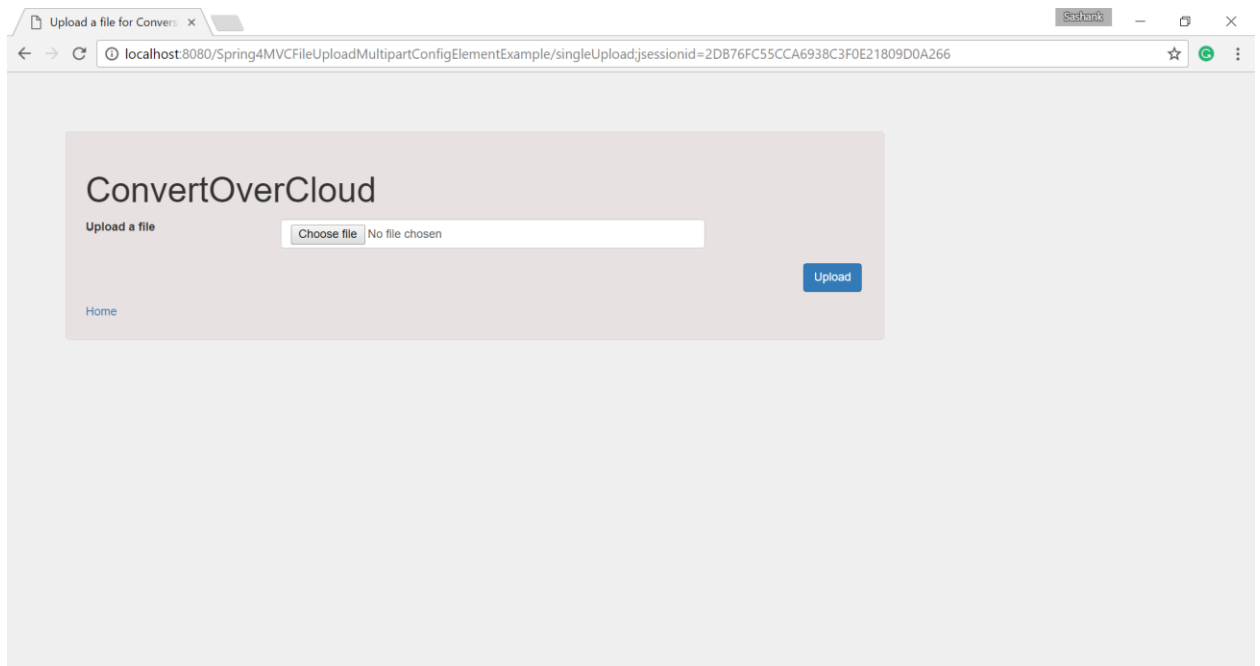 Upload a file for Convers
Sashank
localhost:8080/Spring4MVCFileUploadMultipartConfigElementExample/singleUpload;jsessionid=2DB76FC55CCA6938C3F0E21809D0A266
ConvertOverCloud
Upload a file Choose file No file chosen
Upload
Home